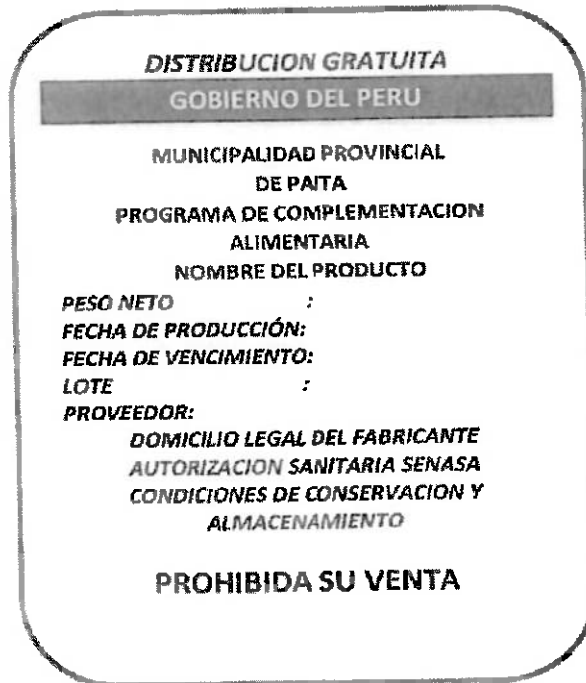 DISTRIBUCION GRATUITA
GOBIERNO DEL PERU
MUNICIPALIDAD PROVINCIAL
DE PAITA
PROGRAMA DE COMPLEMENTACION
ALIMENTARIA
NOMBRE DEL PRODUCTO
PESO NETO :
FECHA DE PRODUCCIÓN:
FECHA DE VENCIMIENTO:
LOTE :
PROVEEDOR:
DOMICILIO LEGAL DEL FABRICANTE
AUTORIZACION SANITARIA SENASA
CONDICIONES DE CONSERVACION Y
ALMACENAMIENTO
PROHIBIDA SU VENTA